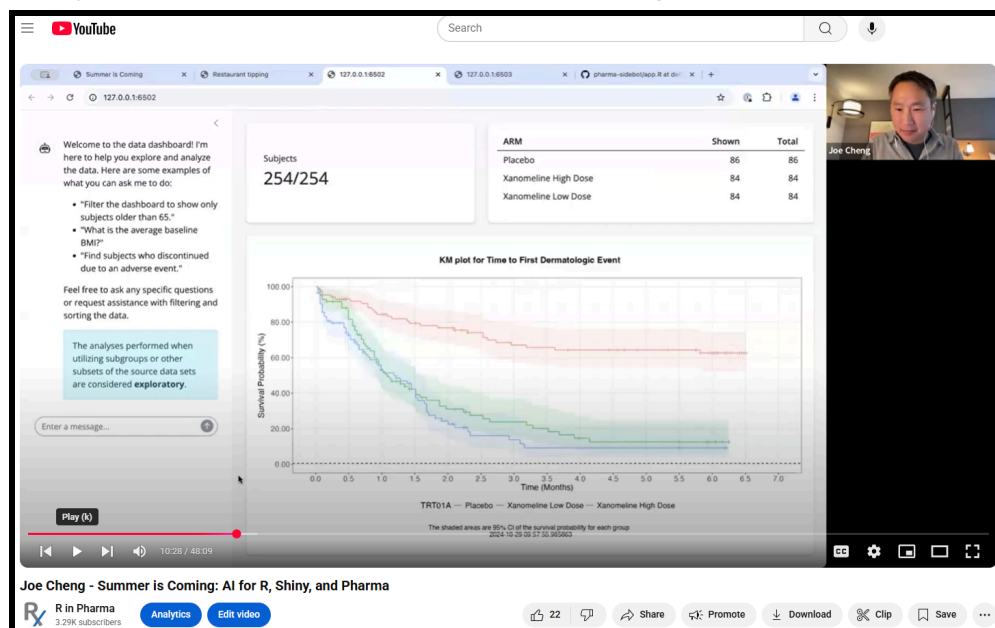 YouTube
Search
Summer is Coming
Restaurant tipping
127.0.0.1:6502
127.0.0.1:6503
pharma-sidebot/app.R at
127.0.0.1:6502
Joe Cheng
Welcome to the data dashboard! I'm
here to help you explore and analyze
the data. Here are some examples of
what you can ask me to do:
• "Filter the dashboard to show only
subjects older than 65."
• "What is the average baseline
BMI?"
• "Find subjects who discontinued
due to an adverse event."
Feel free to ask any specific questions
or request assistance with filtering and
sorting the data.
The analyses performed when
utilizing subgroups or other
subsets of the source data sets
are considered exploratory.
Enter a message...
Subjects
254/254
ARM Shown Total
Placebo 86 86
Xanomeline High Dose 84 84
Xanomeline Low Dose 84 84
KM plot for Time to First Dermatologic Event
Survival Probability (%)
100.00
80.00
60.00
40.00
20.00
0.00
0.0 0.5 1.0 1.5 2.0 2.5 3.0 3.5 4.0 4.5 5.0 5.5 6.0 6.5 7.0
Time (Months)
TRT01A — Placebo — Xanomeline Low Dose — Xanomeline High Dose
The shaded areas are 95% CI of the survival probability for each group
Play (k)
10:28 / 48:09
CC
Joe Cheng - Summer is Coming: AI for R, Shiny, and Pharma
R in Pharma
3.29K subscribers
Analytics
Edit video
22
Share
Promote
Download
Clip
Save